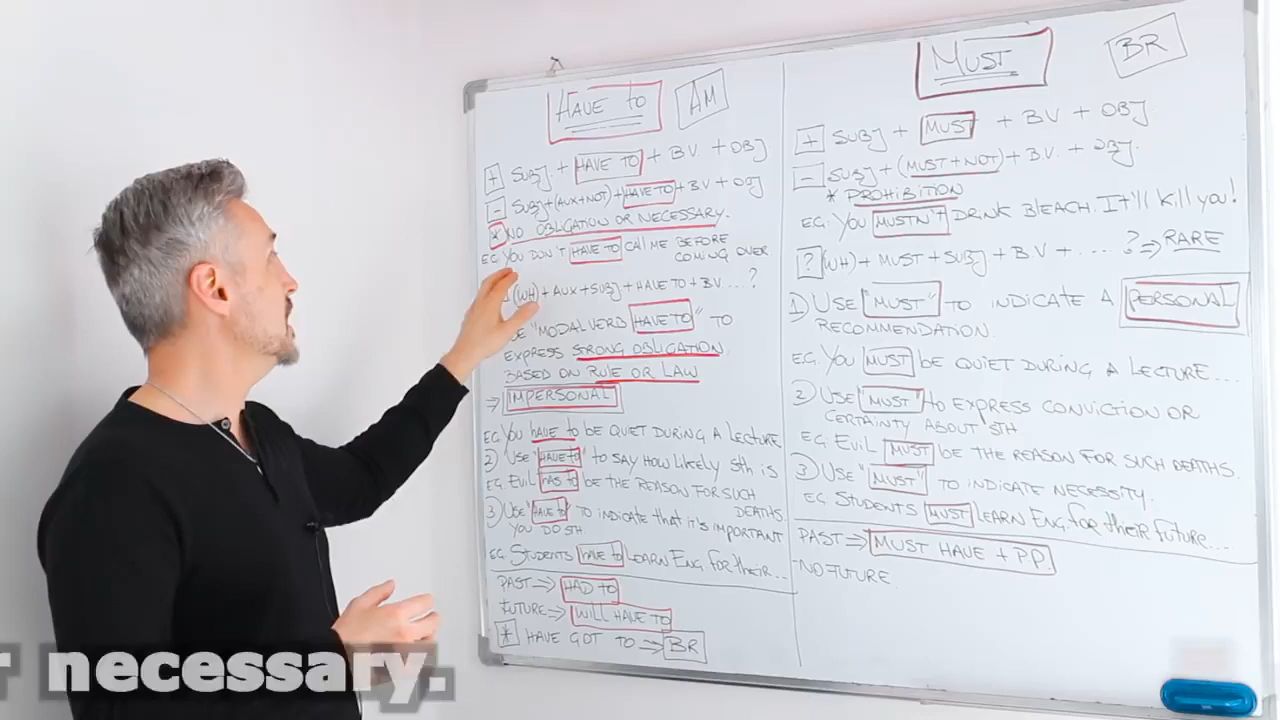 HAVE TO AM
+ SUBJ. + HAVE TO + B.V. + OBJ
- SUBJ+(AUX+NOT)+HAVE TO+B.V+OBJ
* NO OBLIGATION OR NECESSARY.
EG. YOU DON'T HAVE TO CALL ME BEFORE COMING OVER
(WH)+AUX+SUBJ+HAVE TO+BV....?
"MODAL VERB HAVE TO" TO
EXPRESS STRONG OBLIGATION
BASED ON RULE OR LAW
⇒ IMPERSONAL
EG. YOU HAVE TO BE QUIET DURING A LECTURE
2) USE "HAVE TO" TO SAY HOW LIKELY STH IS
EG. EVIL HAS TO BE THE REASON FOR SUCH DEATHS.
3) USE "HAVE TO" TO INDICATE THAT IT'S IMPORTANT
YOU DO STH
EG. STUDENTS HAVE TO LEARN ENG. FOR THEIR...
PAST ⇒ HAD TO
FUTURE ⇒ WILL HAVE TO
* HAVE GOT TO ⇒ BR
MUST BR
+ SUBJ + MUST + BV + OBJ
- SUBJ+(MUST+NOT)+B.V.+OBJ.
* PROHIBITION
EG. YOU MUSTN'T DRINK BLEACH. It'll kill you!
? (WH) + MUST + SUBJ + B.V + .... ? ⇒ RARE
1) USE "MUST" TO INDICATE A PERSONAL
RECOMMENDATION
EG. YOU MUST BE QUIET DURING A LECTURE...
2) USE "MUST" TO EXPRESS CONVICTION OR
CERTAINTY ABOUT STH
EG. EVIL MUST BE THE REASON FOR SUCH DEATHS.
3) USE "MUST" TO INDICATE NECESSITY.
EG. STUDENTS MUST LEARN ENG. for their future...
PAST ⇒ MUST HAVE + PP.
-NO FUTURE
necessary.